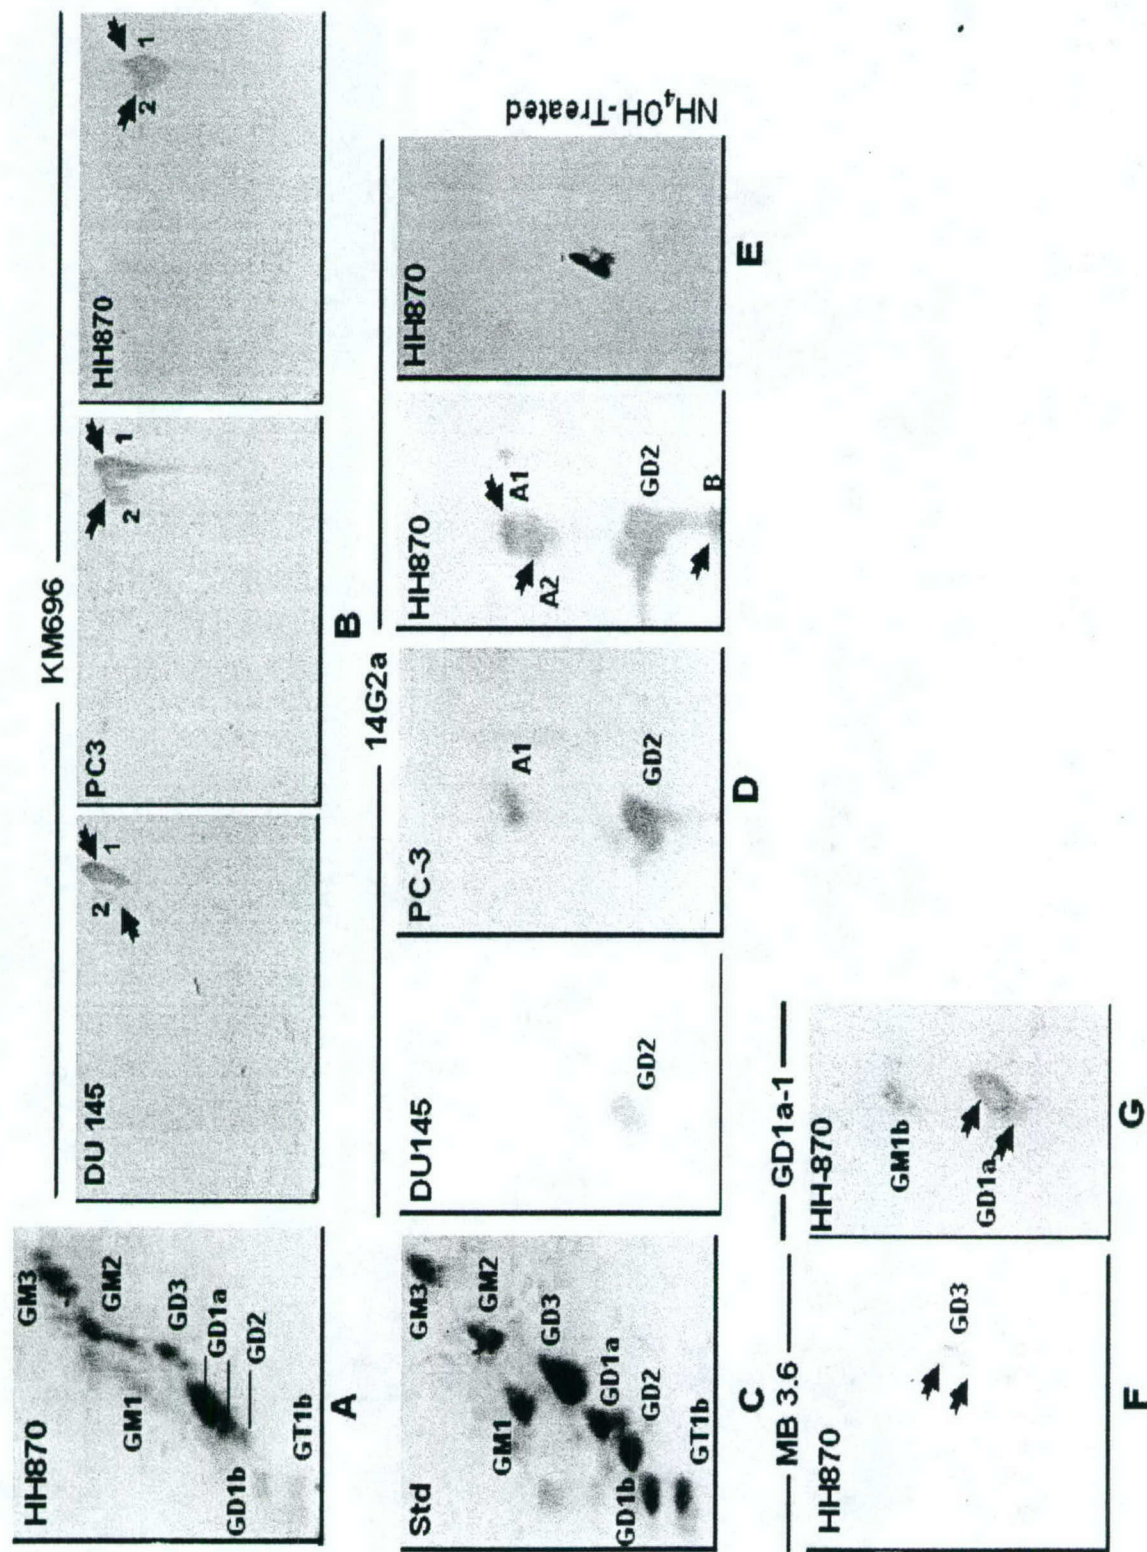 HH870
GM3
GM2
GM1
GD3
GD1a
GD2
GD1b
GT1b
A
KM696
DU 145
1
2
PC3
1
2
HH870
1
2
B
Std
GM3
GM2
GM1
GD3
GD1a
GD2
GD1b
GT1b
C
14G2a
DU145
GD2
PC-3
A1
GD2
HH870
A1
A2
GD2
B
D
HH870
NH4OH-Treated
E
MB 3.6
HH870
GD3
F
GD1a-1
HH-870
GM1b
GD1a
G